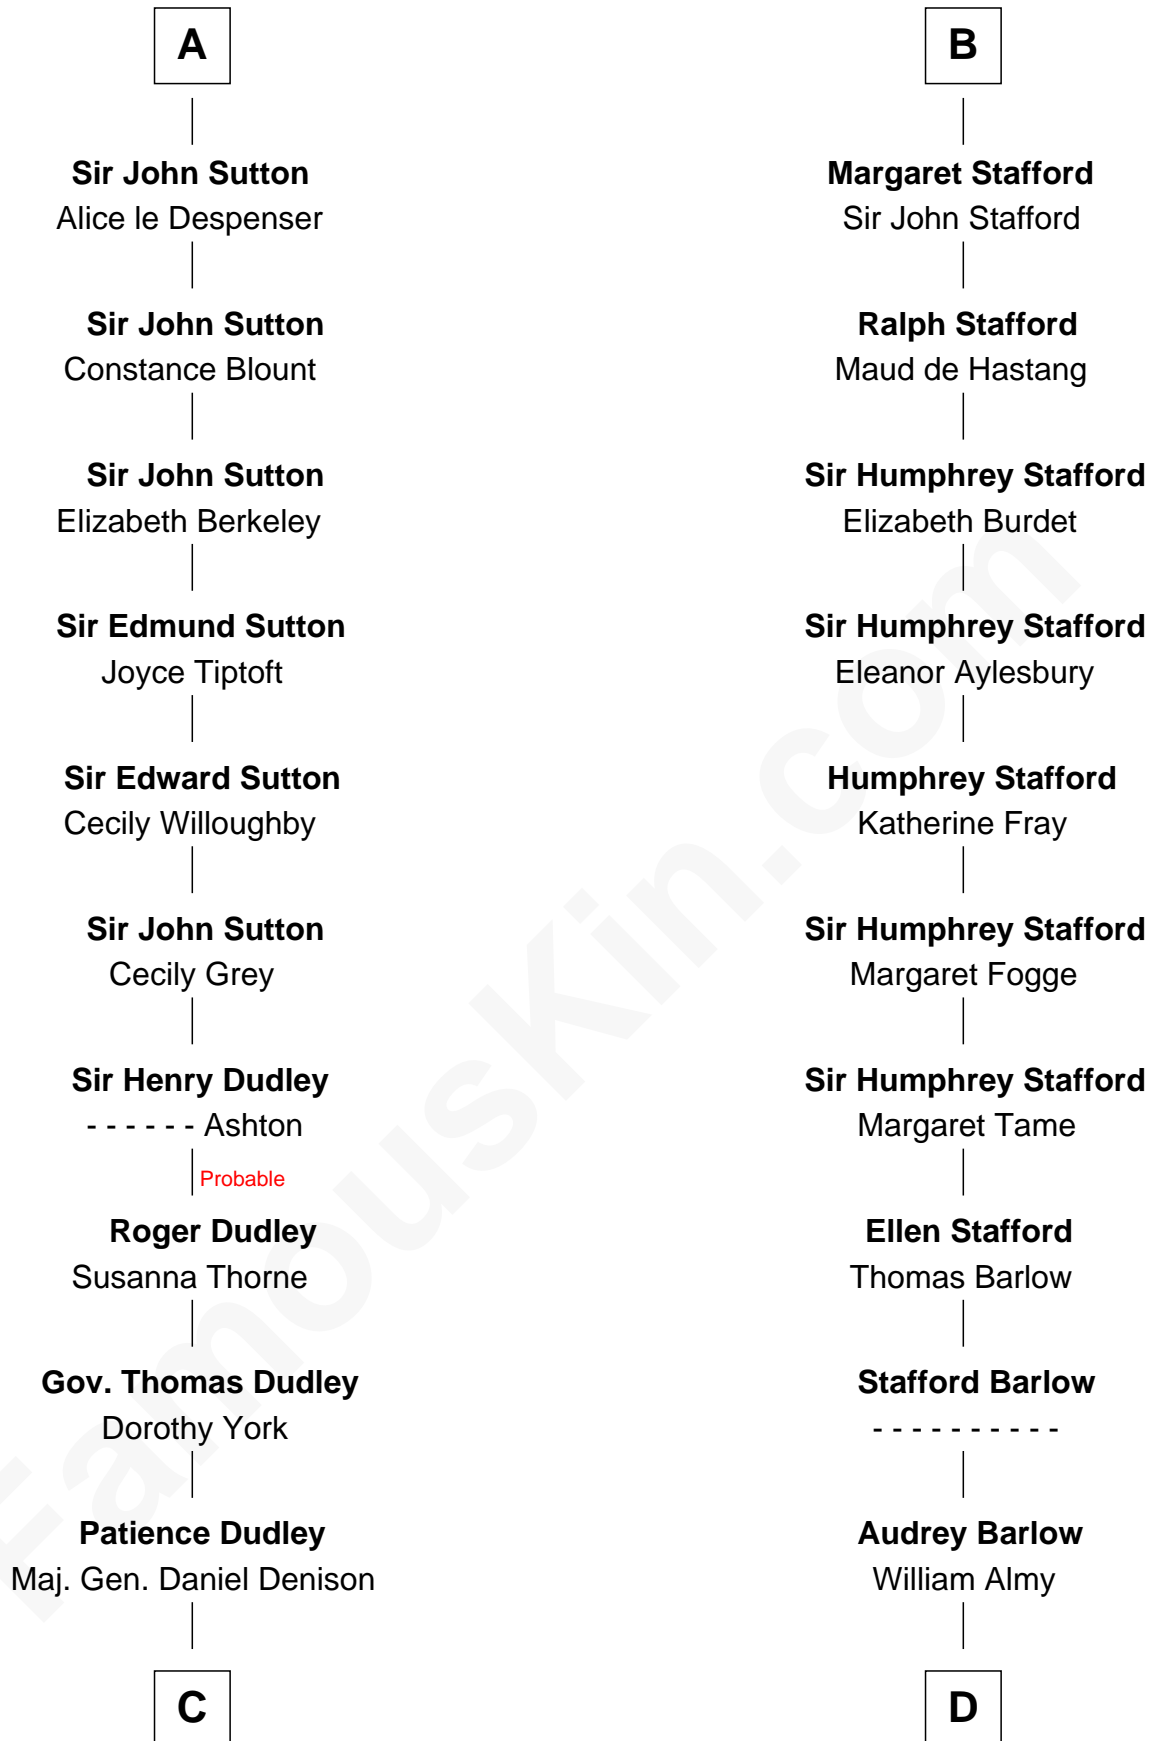 A
Sir John Sutton
Alice le Despenser
Sir John Sutton
Constance Blount
Sir John Sutton
Elizabeth Berkeley
Sir Edmund Sutton
Joyce Tiptoft
Sir Edward Sutton
Cecily Willoughby
Sir John Sutton
Cecily Grey
Sir Henry Dudley
- - - - - - Ashton
Probable
Roger Dudley
Susanna Thorne
Gov. Thomas Dudley
Dorothy York
Patience Dudley
Maj. Gen. Daniel Denison
C
B
Margaret Stafford
Sir John Stafford
Ralph Stafford
Maud de Hastang
Sir Humphrey Stafford
Elizabeth Burdet
Sir Humphrey Stafford
Eleanor Aylesbury
Humphrey Stafford
Katherine Fray
Sir Humphrey Stafford
Margaret Fogge
Sir Humphrey Stafford
Margaret Tame
Ellen Stafford
Thomas Barlow
Stafford Barlow
- - - - - - - - - -
Audrey Barlow
William Almy
D
FamousKin.com